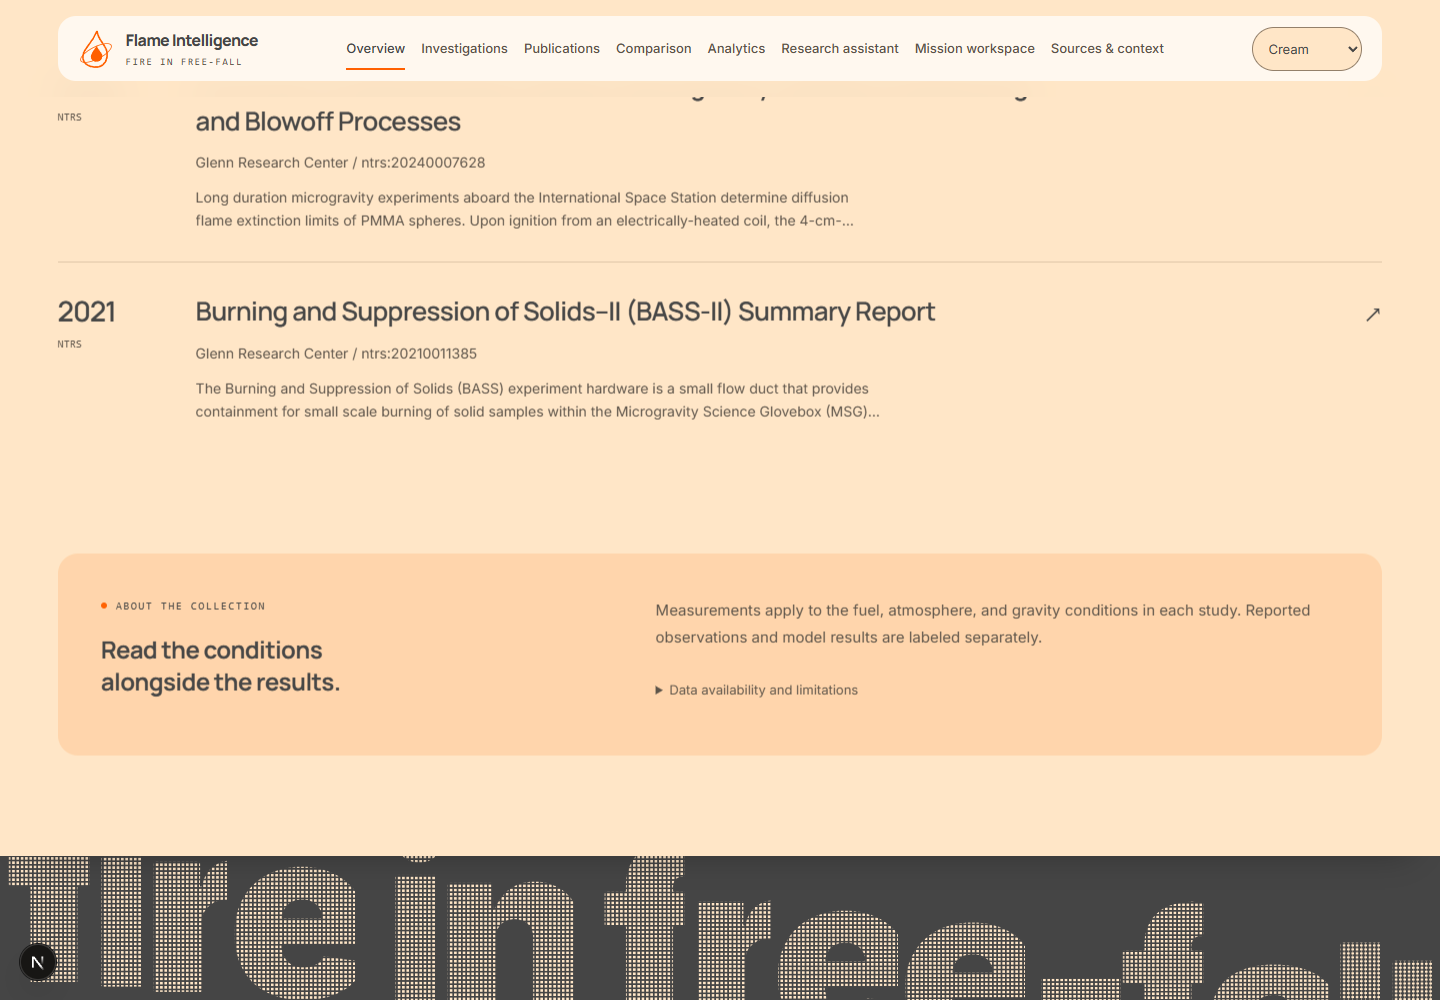 Flame Intelligence
FIRE IN FREE-FALL
Overview
Investigations
Publications
Comparison
Analytics
Research assistant
Mission workspace
Sources & context
Cream
NTRS
and Blowoff Processes
Glenn Research Center / ntrs:20240007628
Long duration microgravity experiments aboard the International Space Station determine diffusion
flame extinction limits of PMMA spheres. Upon ignition from an electrically-heated coil, the 4-cm-...
2021
NTRS
Burning and Suppression of Solids–II (BASS-II) Summary Report
↗
Glenn Research Center / ntrs:20210011385
The Burning and Suppression of Solids (BASS) experiment hardware is a small flow duct that provides
containment for small scale burning of solid samples within the Microgravity Science Glovebox (MSG)...
ABOUT THE COLLECTION
Read the conditions
alongside the results.
Measurements apply to the fuel, atmosphere, and gravity conditions in each study. Reported
observations and model results are labeled separately.
Data availability and limitations
fire in free-fall
N